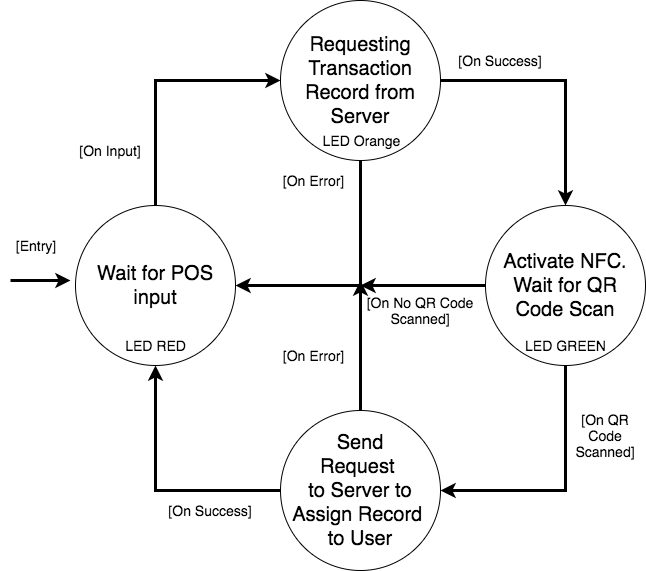 Requesting
Transaction
Record from
Server
LED Orange
[On Success]
[On Input]
[On Error]
[Entry]
Wait for POS
input
LED RED
Activate NFC.
Wait for QR
Code Scan
LED GREEN
[On No QR Code
Scanned]
[On Error]
[On QR
Code
Scanned]
Send
Request
to Server to
Assign Record
to User
[On Success]